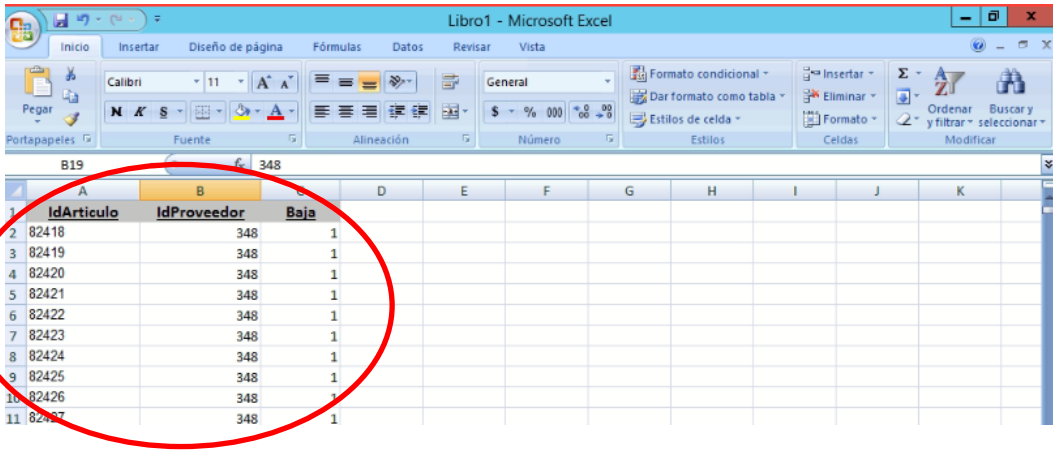 Libro1 - Microsoft Excel
Inicio Insertar Diseño de página Fórmulas Datos Revisar Vista
Pegar
Portapapeles
Calibri 11 A A
N K S A
Fuente
Alineación
General
$ % 000
Número
Formato condicional
Dar formato como tabla
Estilos de celda
Estilos
Insertar
Eliminar
Formato
Celdas
Σ
Ordenar y filtrar
Buscar y seleccionar
Modificar
B19 fx 348
A B C D E F G H I J K
1 IdArticulo IdProveedor Baja
2 82418 348 1
3 82419 348 1
4 82420 348 1
5 82421 348 1
6 82422 348 1
7 82423 348 1
8 82424 348 1
9 82425 348 1
10 82426 348 1
11 82427 348 1